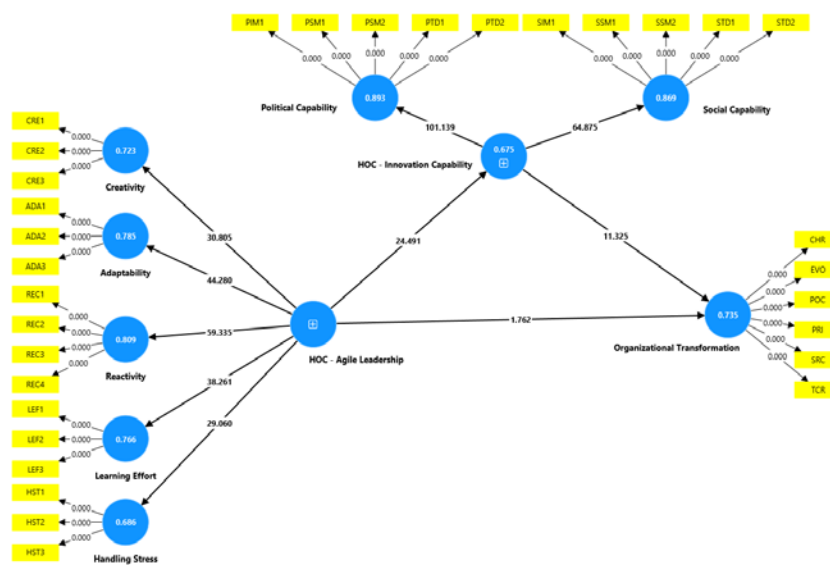 PIM1 PSM1 PSM2 PTD1 PTD2 SIM1 SSM1 SSM2 STD1 STD2
0.000 0.000 0.000 0.000 0.000 0.000 0.000 0.000 0.000 0.000
0.893 0.869
Political Capability Social Capability
101.139 64.875
0.675
HOC - Innovation Capability
CRE1
0.000
CRE2 0.000 0.723
0.000
CRE3
Creativity
ADA1
0.000
ADA2 0.000 0.785
0.000
ADA3
Adaptability
30.805
24.491
11.325
44.280
REC1
0.000
REC2 0.000 0.809
REC3 0.000
0.000
REC4
Reactivity
59.335
1.762
HOC - Agile Leadership
CHR
0.000
EVO
0.000
POC
0.000
0.735
PRI
0.000
SRC
0.000
TCR
0.000
Organizational Transformation
38.261
LEF1
0.000
LEF2 0.000 0.766
0.000
LEF3
Learning Effort
29.060
HST1
0.000
HST2 0.000 0.686
0.000
HST3
Handling Stress